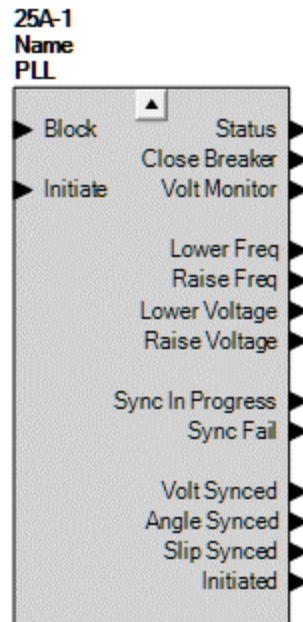 25A-1
Name
PLL
Block Status
Close Breaker
Initiate Volt Monitor
Lower Freq
Raise Freq
Lower Voltage
Raise Voltage
Sync In Progress
Sync Fail
Volt Synced
Angle Synced
Slip Synced
Initiated